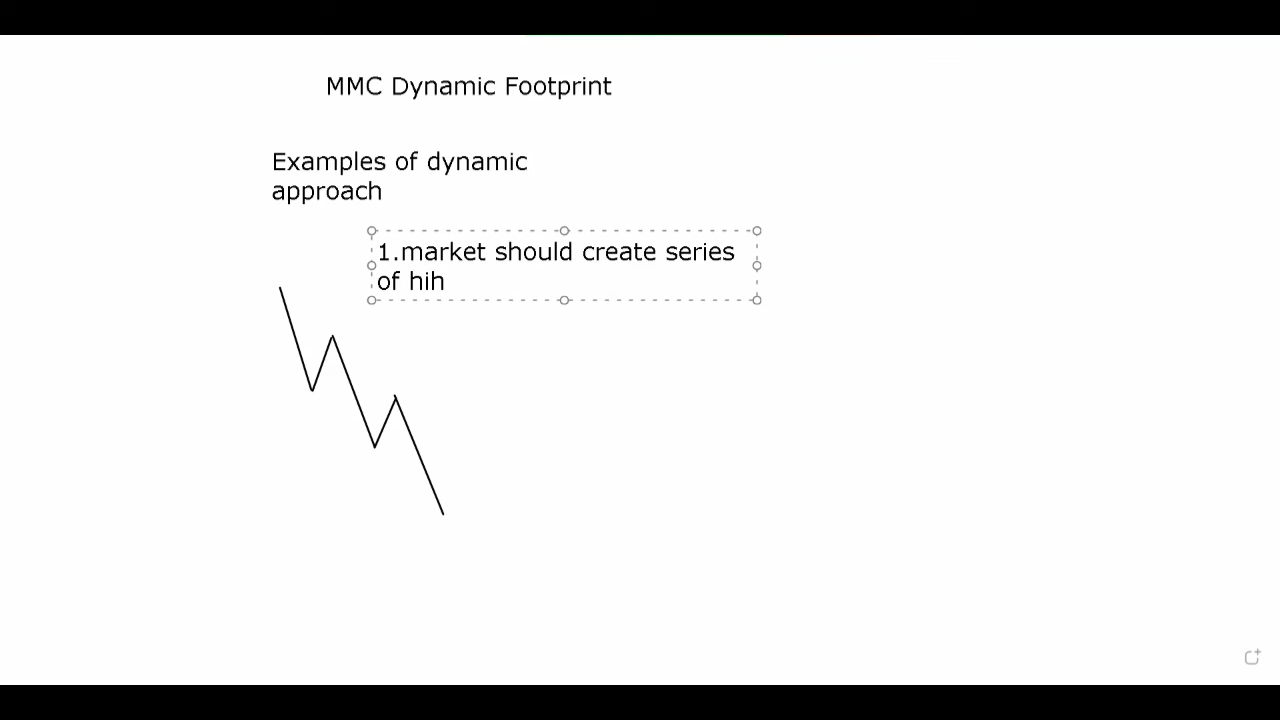 MMC Dynamic Footprint
Examples of dynamic
approach
1.market should create series
of hih